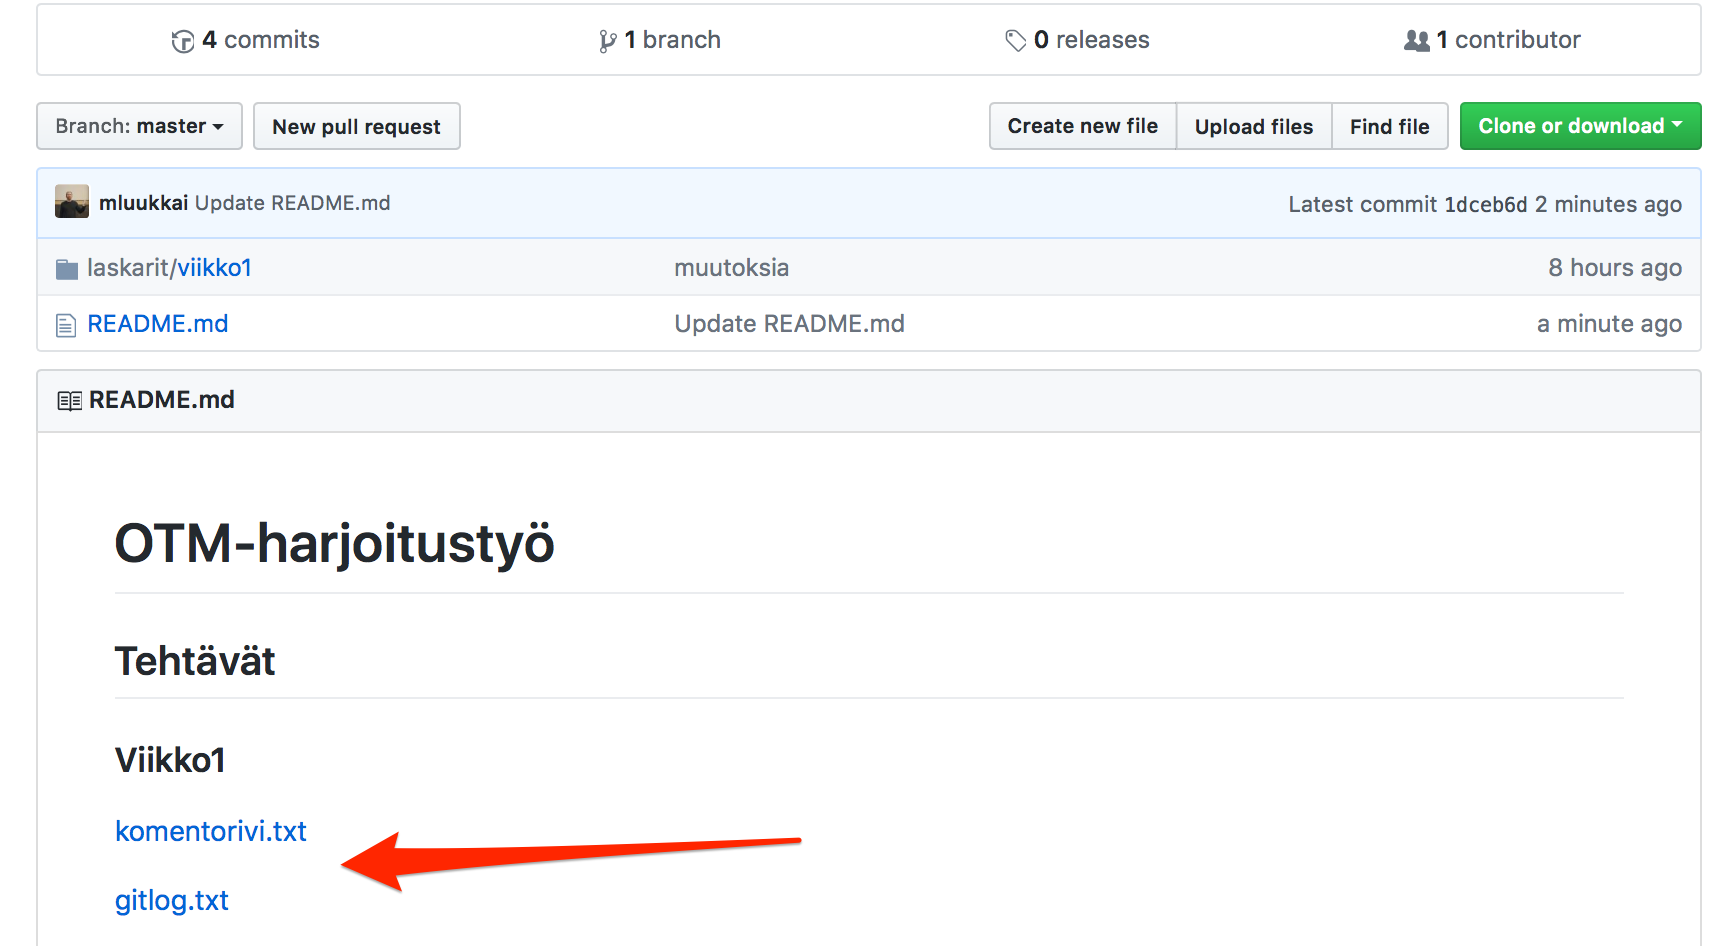 4 commits 1 branch 0 releases 1 contributor
Branch: master New pull request Create new file Upload files Find file Clone or download
mluukkai Update README.md Latest commit 1dceb6d 2 minutes ago
laskarit/viikko1 muutoksia 8 hours ago
README.md Update README.md a minute ago
README.md
OTM-harjoitustyö
Tehtävät
Viikko1
komentorivi.txt
gitlog.txt